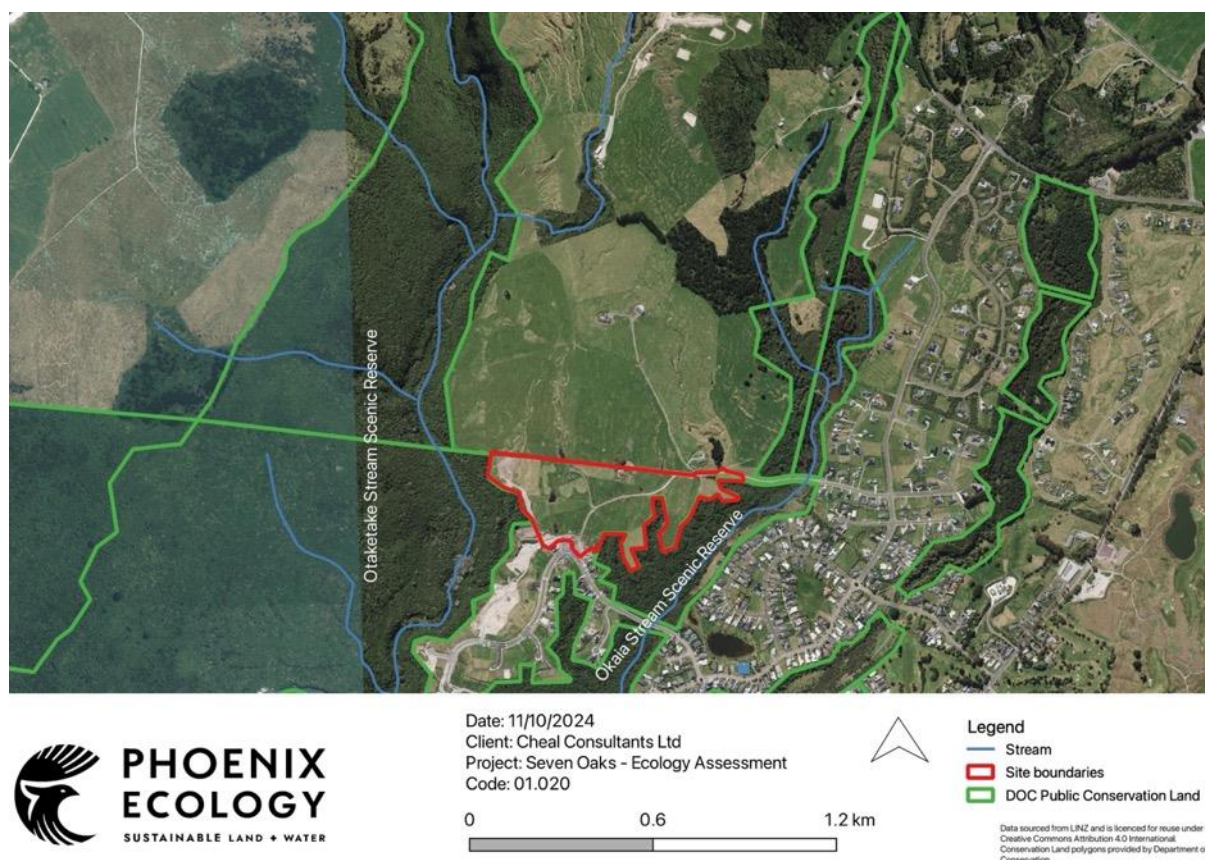 Otaketake Stream Scenic Reserve
Okaia Stream Scenic Reserve
PHOENIX
ECOLOGY
SUSTAINABLE LAND + WATER
Date: 11/10/2024
Client: Cheal Consultants Ltd
Project: Seven Oaks - Ecology Assessment
Code: 01.020
0 0.6 1.2 km
Legend
Stream
Site boundaries
DOC Public Conservation Land
Data sourced from LINZ and is licenced for reuse under
Creative Commons Attribution 4.0 International.
Conservation Land polygons provided by Department of
Conservation